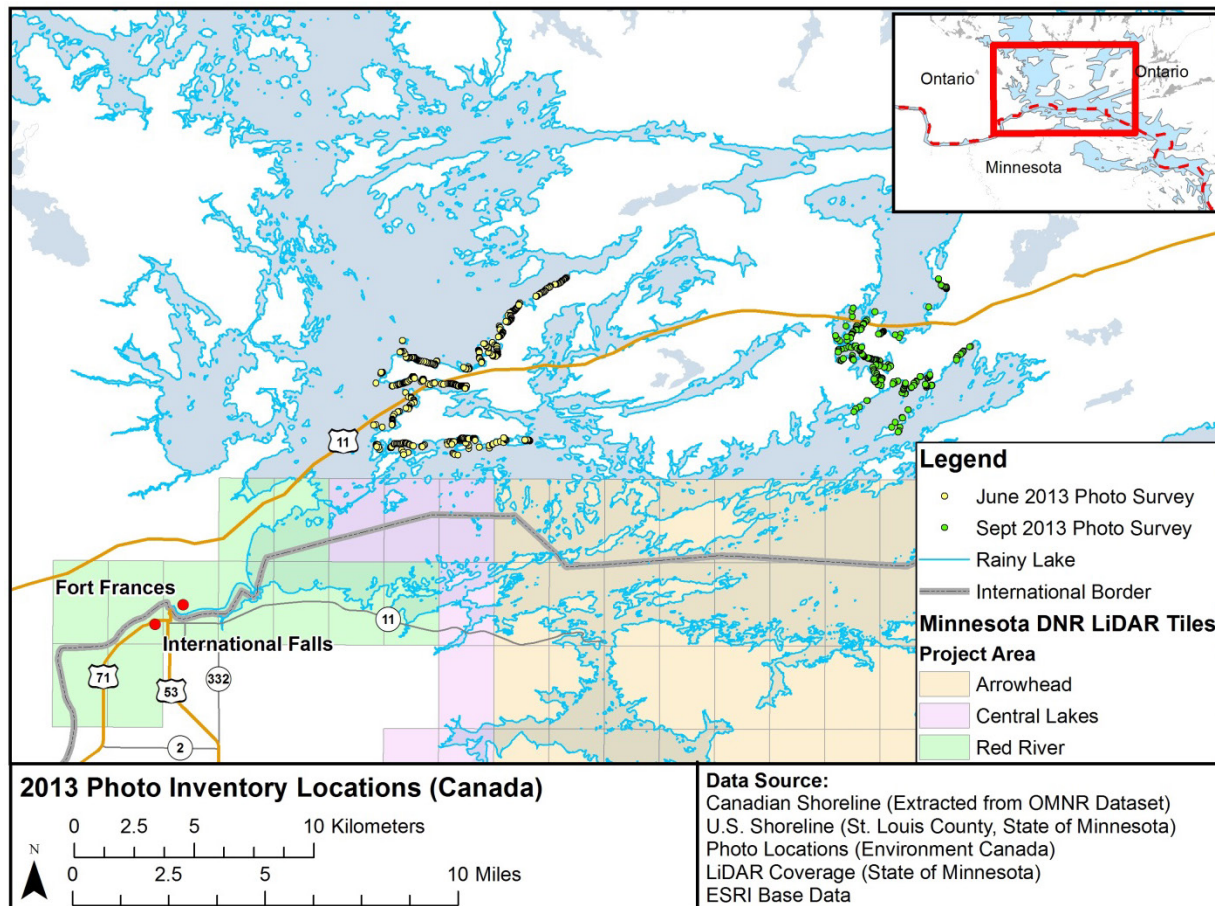 Ontario
Ontario
Minnesota
11
Fort Frances
International Falls
11
71
53
332
2
Legend
June 2013 Photo Survey
Sept 2013 Photo Survey
Rainy Lake
International Border
Minnesota DNR LiDAR Tiles
Project Area
Arrowhead
Central Lakes
Red River
2013 Photo Inventory Locations (Canada)
0 2.5 5 10 Kilometers
0 2.5 5 10 Miles
N
Data Source:
Canadian Shoreline (Extracted from OMNR Dataset)
U.S. Shoreline (St. Louis County, State of Minnesota)
Photo Locations (Environment Canada)
LiDAR Coverage (State of Minnesota)
ESRI Base Data